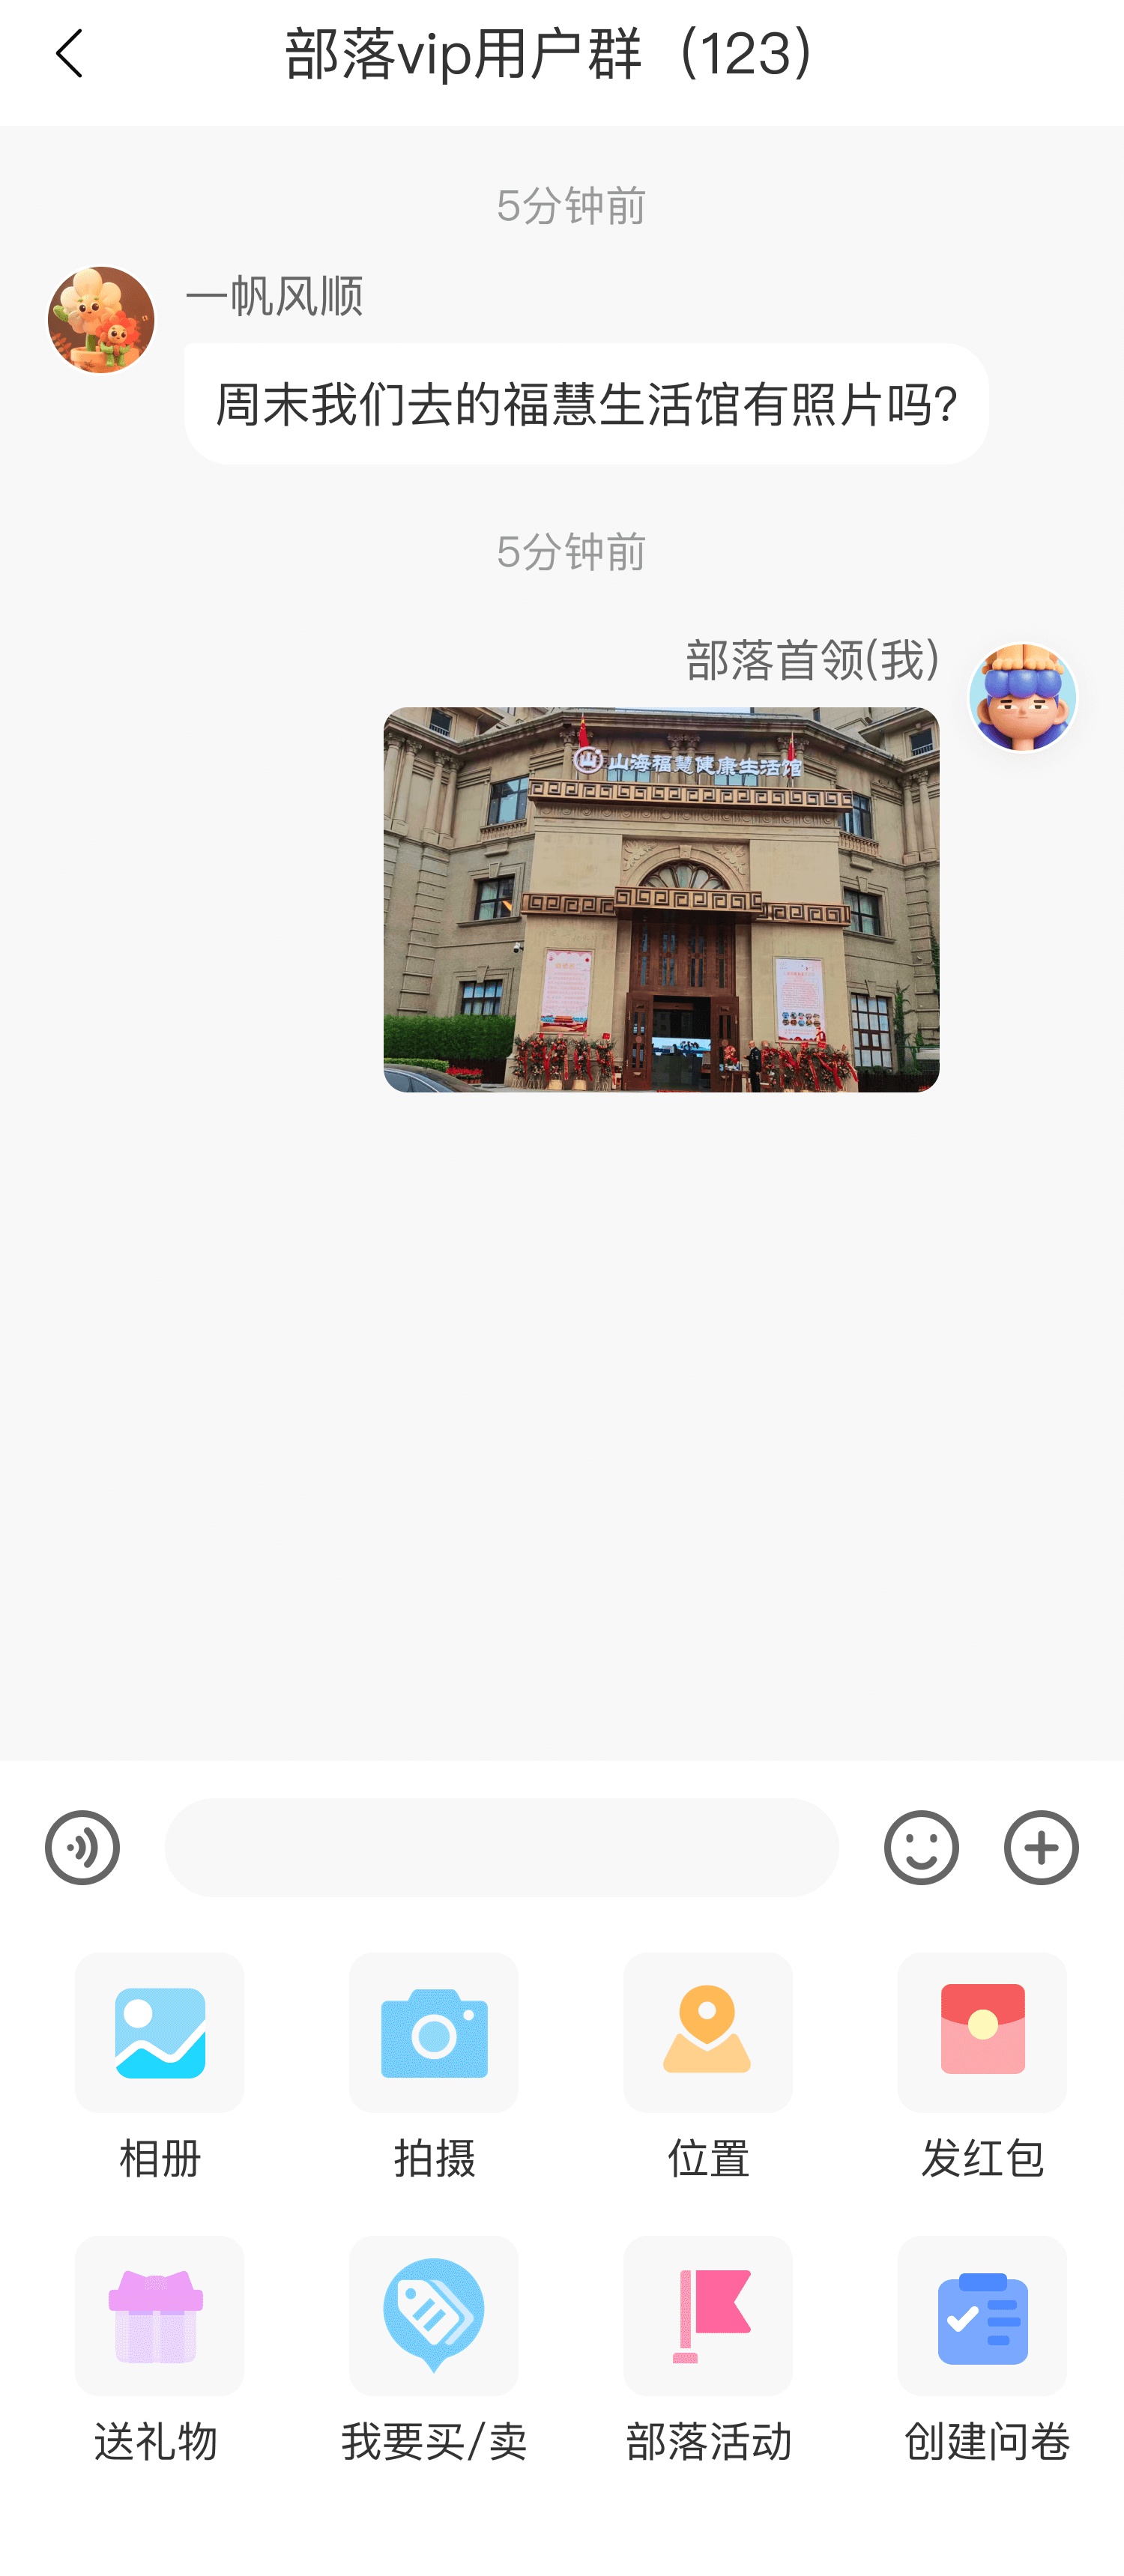 部落vip用户群（123）
5分钟前
一帆风顺
周末我们去的福慧生活馆有照片吗?
5分钟前
部落首领(我)
山海福慧健康生活馆
相册
拍摄
位置
发红包
送礼物
我要买/卖
部落活动
创建问卷